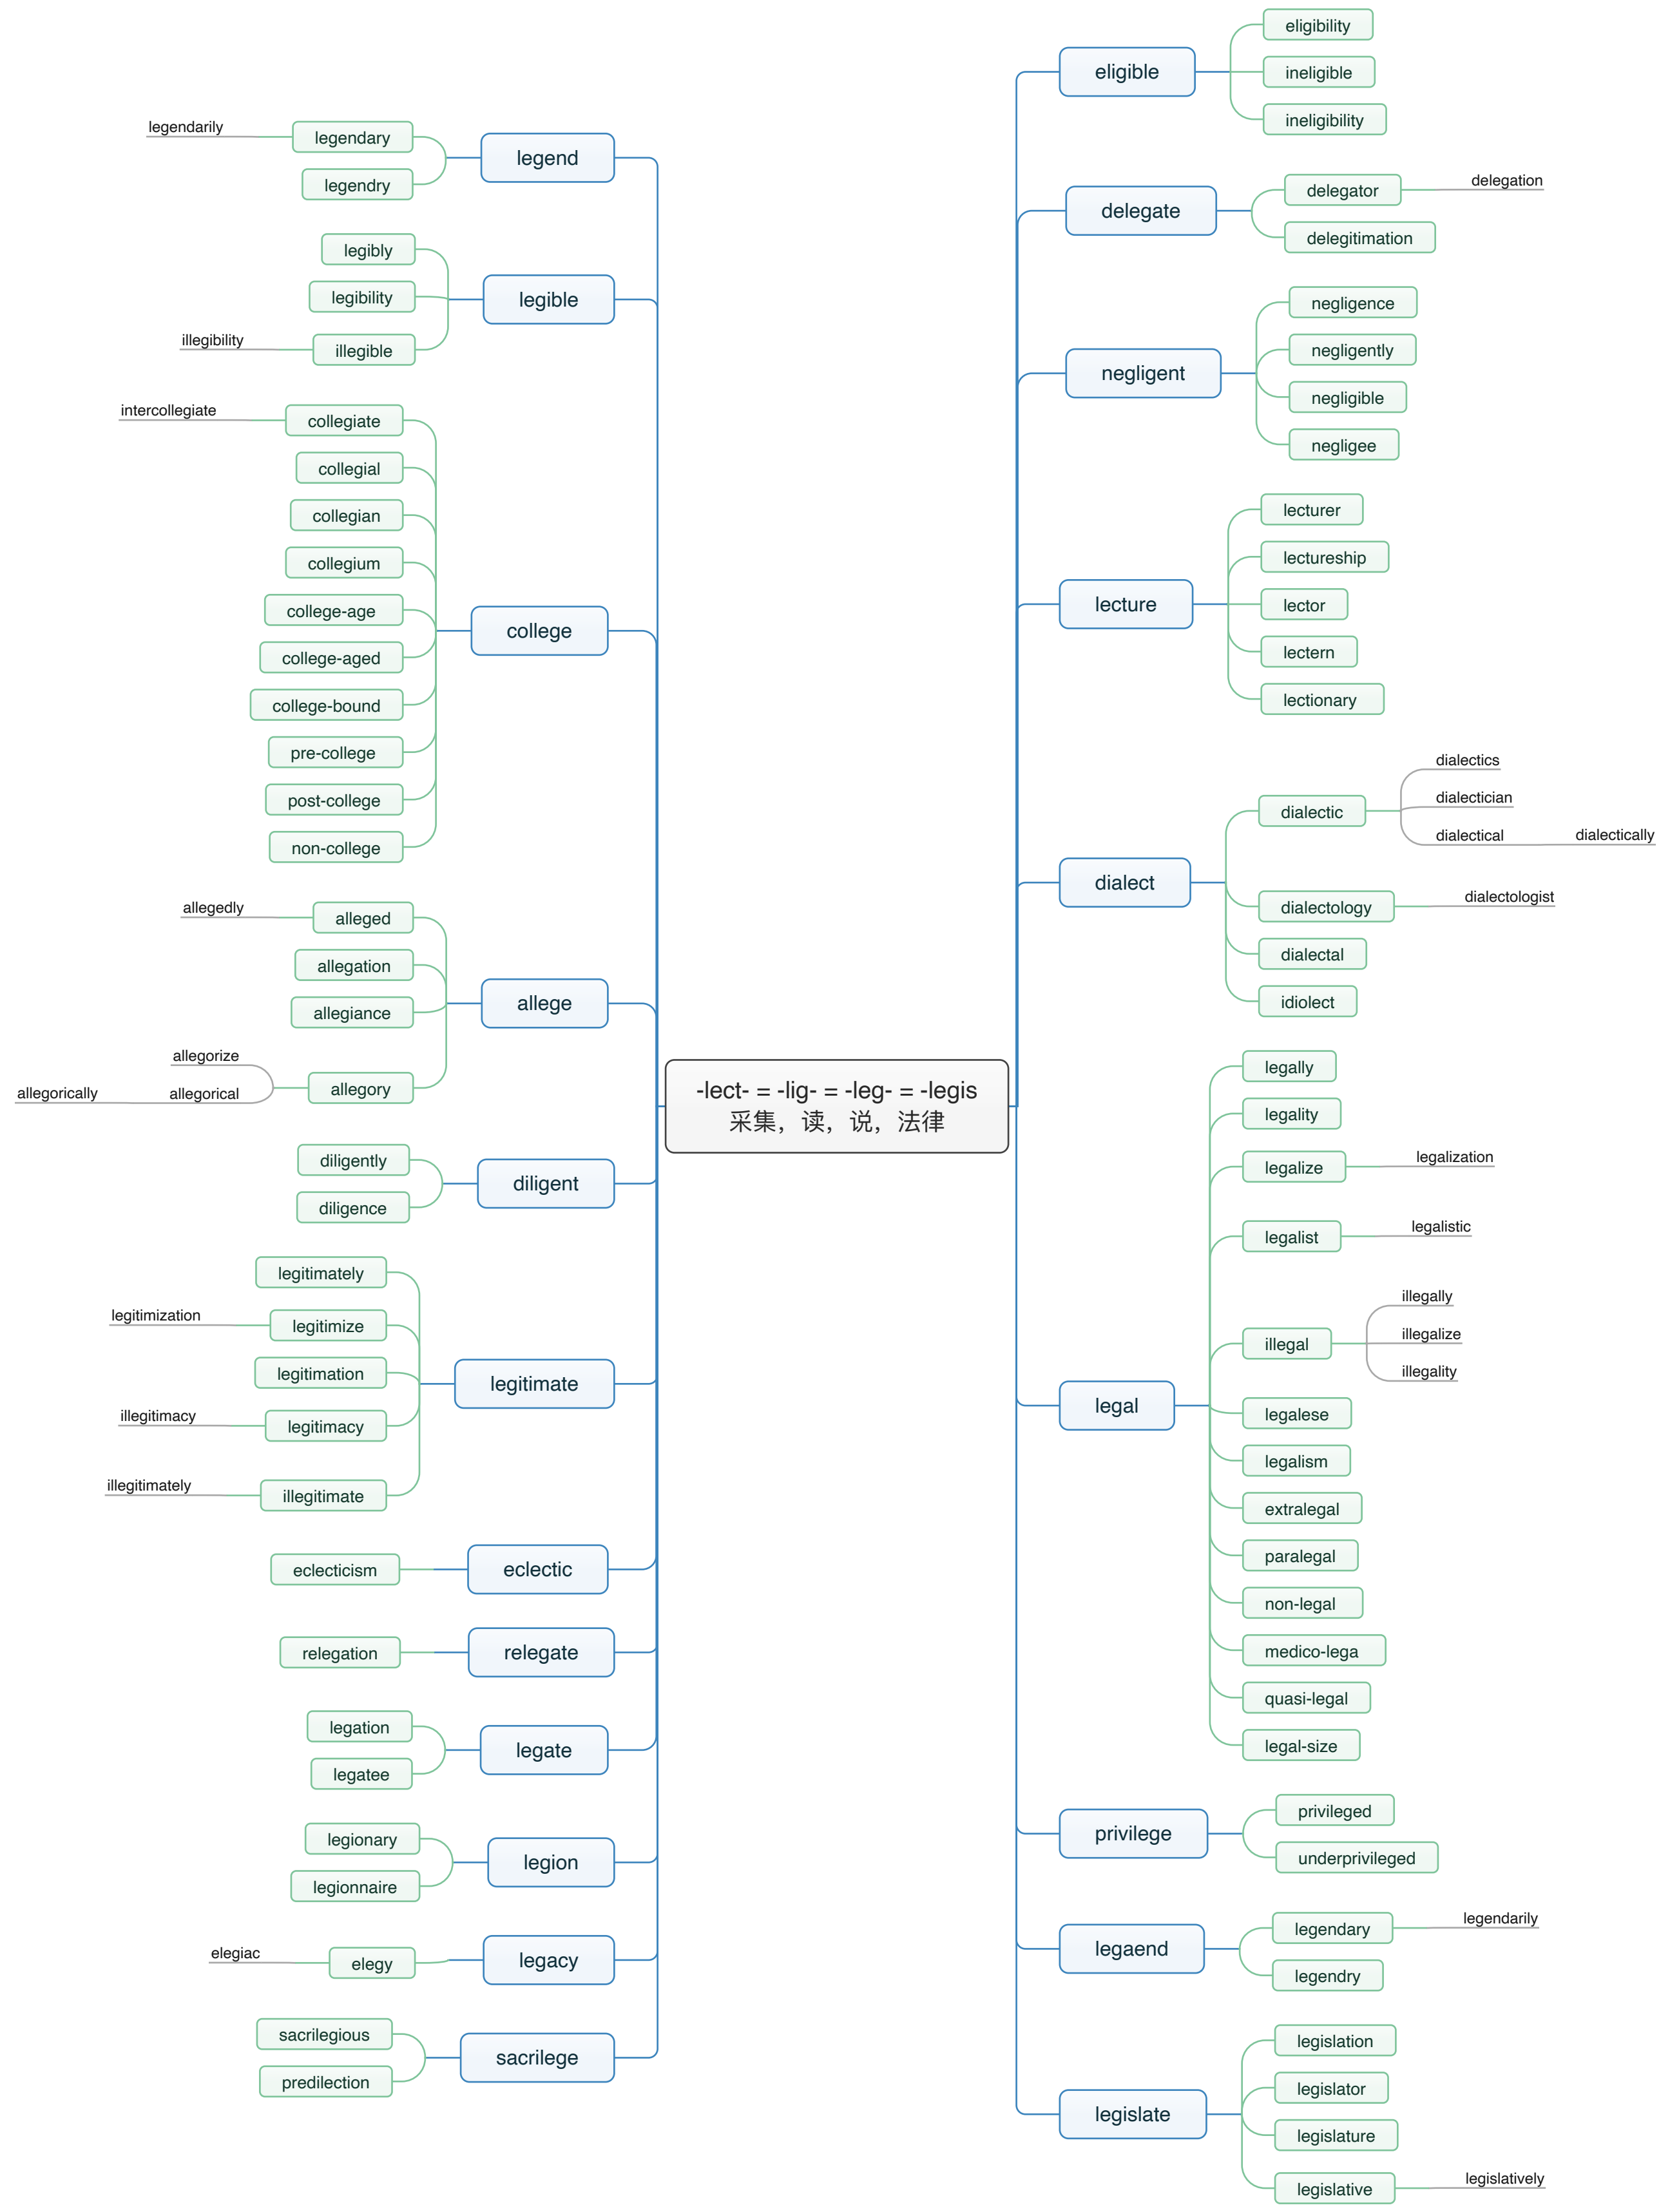 -lect- = -lig- = -leg- = -legis
采集，读，说，法律
eligible
eligibility
ineligible
ineligibility
delegate
delegator
delegation
delegitimation
negligent
negligence
negligently
negligible
negligee
lecture
lecturer
lectureship
lector
lectern
lectionary
dialect
dialectic
dialectics
dialectician
dialectical
dialectically
dialectology
dialectologist
dialectal
idiolect
legal
legally
legality
legalize
legalization
legalist
legalistic
illegal
illegally
illegalize
illegality
legalese
legalism
extralegal
paralegal
non-legal
medico-lega
quasi-legal
legal-size
privilege
privileged
underprivileged
legaend
legendary
legendarily
legendry
legislate
legislation
legislator
legislature
legislative
legislatively
legend
legendary
legendarily
legendry
legible
legibly
legibility
illegible
illegibility
college
collegiate
intercollegiate
collegial
collegian
collegium
college-age
college-aged
college-bound
pre-college
post-college
non-college
allege
alleged
allegedly
allegation
allegiance
allegory
allegorize
allegorical
allegorically
diligent
diligently
diligence
legitimate
legitimately
legitimize
legitimization
legitimation
legitimacy
illegitimacy
illegitimate
illegitimately
eclectic
eclecticism
relegate
relegation
legate
legation
legatee
legion
legionary
legionnaire
legacy
elegy
elegiac
sacrilege
sacrilegious
predilection